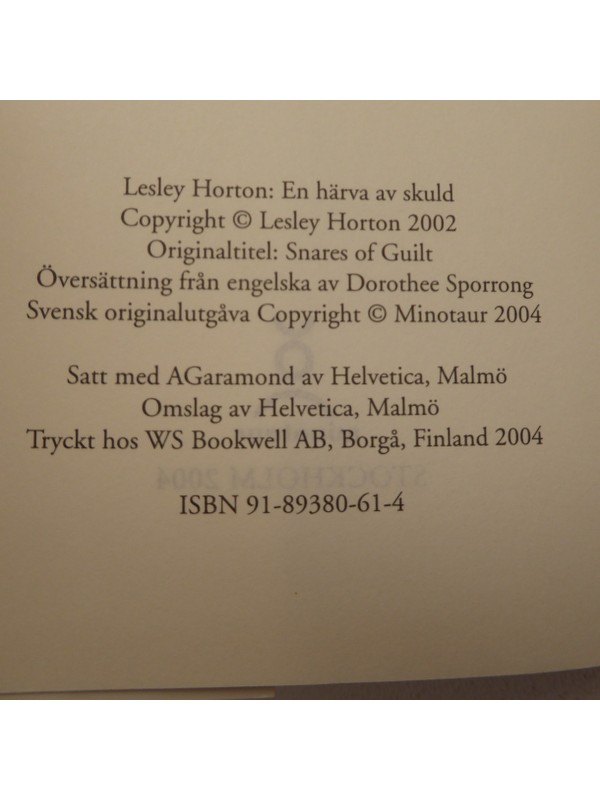 Lesley Horton: En härva av skuld
Copyright © Lesley Horton 2002
Originaltitel: Snares of Guilt
Översättning från engelska av Dorothee Sporrong
Svensk originalutgåva Copyright © Minotaur 2004
Satt med AGaramond av Helvetica, Malmö
Omslag av Helvetica, Malmö
Tryckt hos WS Bookwell AB, Borgå, Finland 2004
STOCKHOLM 2004
ISBN 91-89380-61-4